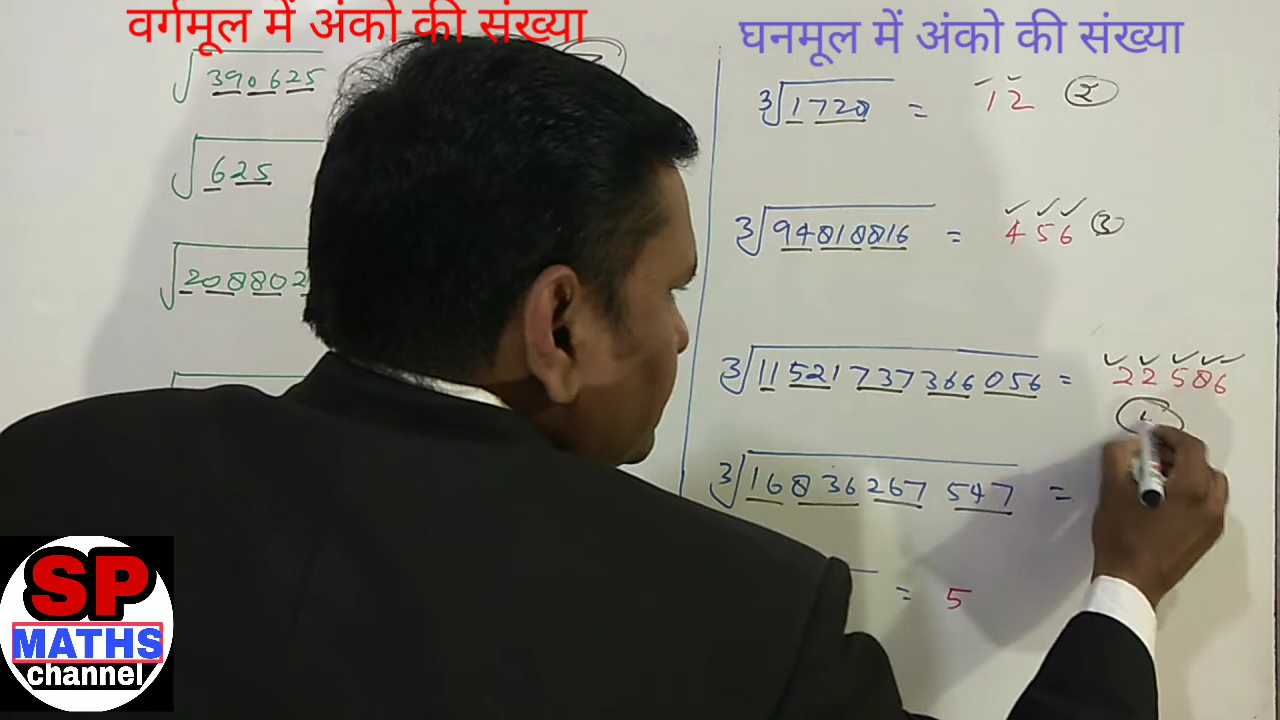 वर्गमूल में अंको की संख्या
√390625
√625
√208802
घनमूल में अंको की संख्या
3√1728 = 12 2
3√94818816 = 456 3
3√11521737366056 = 22586
3√16836267547 =
= 5
SP
MATHS
channel